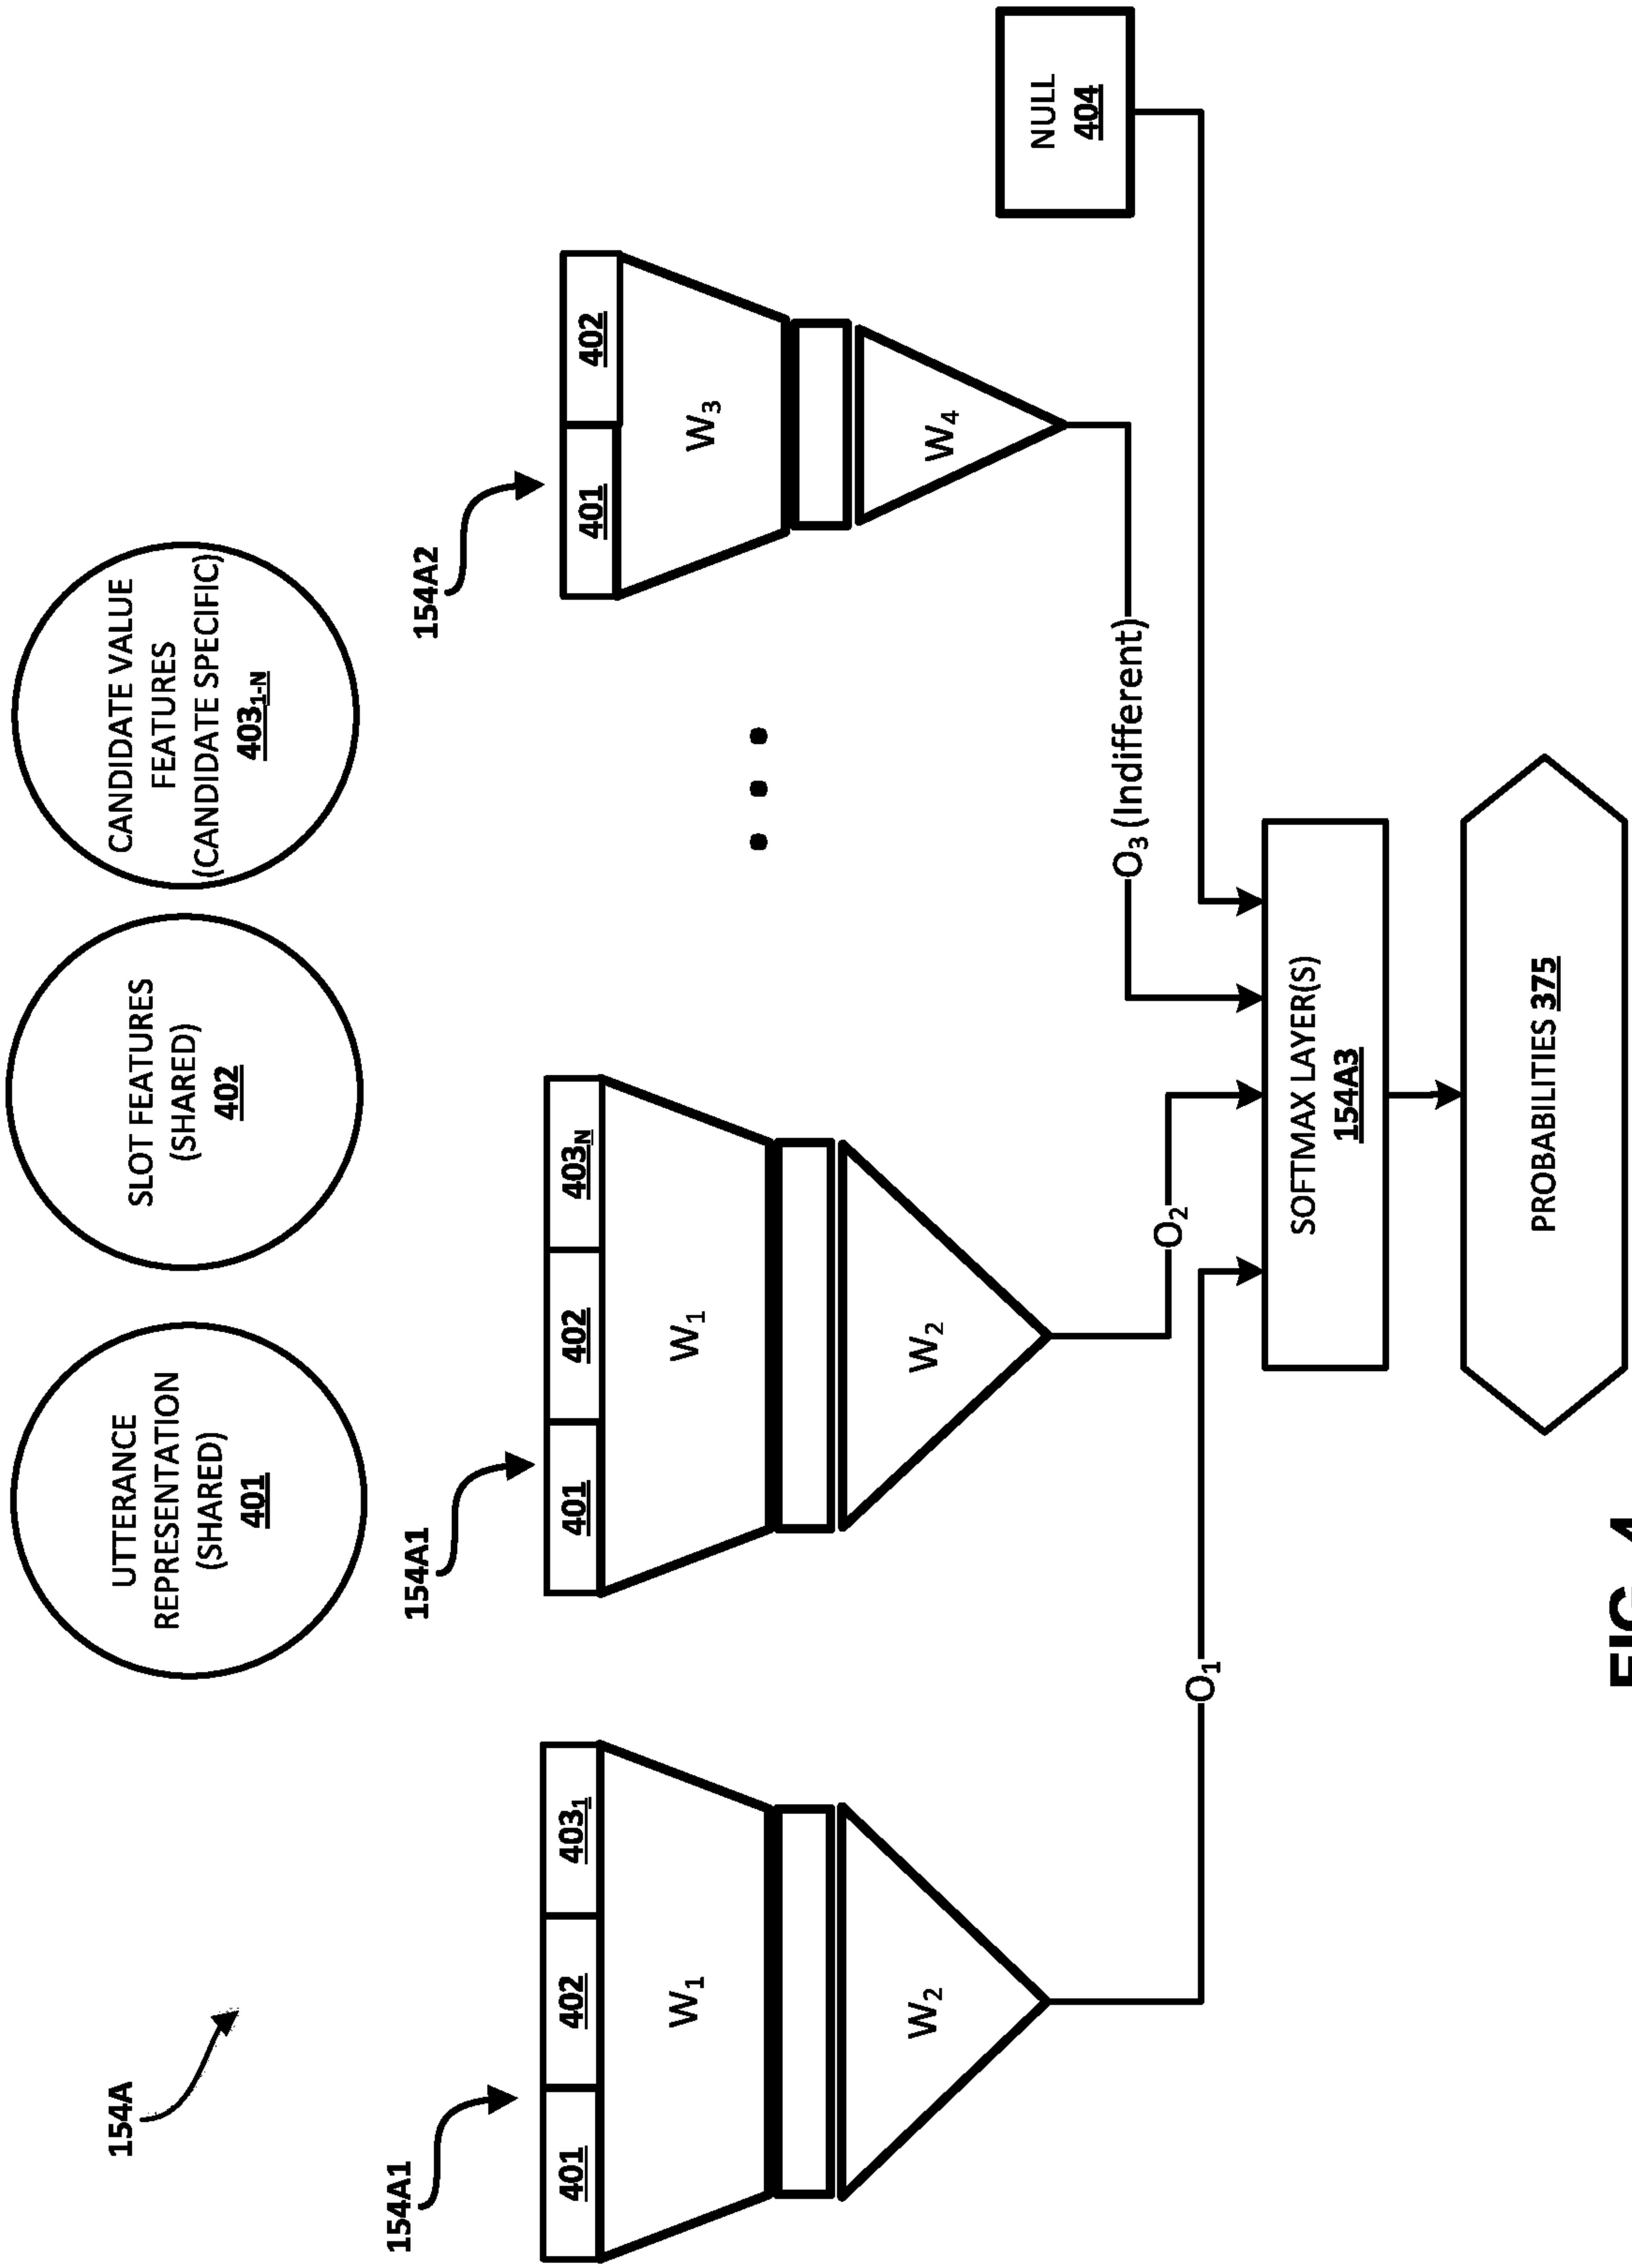 154A
UTTERANCE
REPRESENTATION
(SHARED)
401
SLOT FEATURES
(SHARED)
402
CANDIDATE VALUE
FEATURES
(CANDIDATE SPECIFIC)
403₁₋N
154A1
401
402
403₁
W₁
W₂
154A1
401
402
403N
W₁
W₂
• • •
154A2
401
402
W₃
W₄
NULL
404
O₁
O₂
O₃ (Indifferent)
SOFTMAX LAYER(S)
154A3
PROBABILITIES 375
FIG. 4